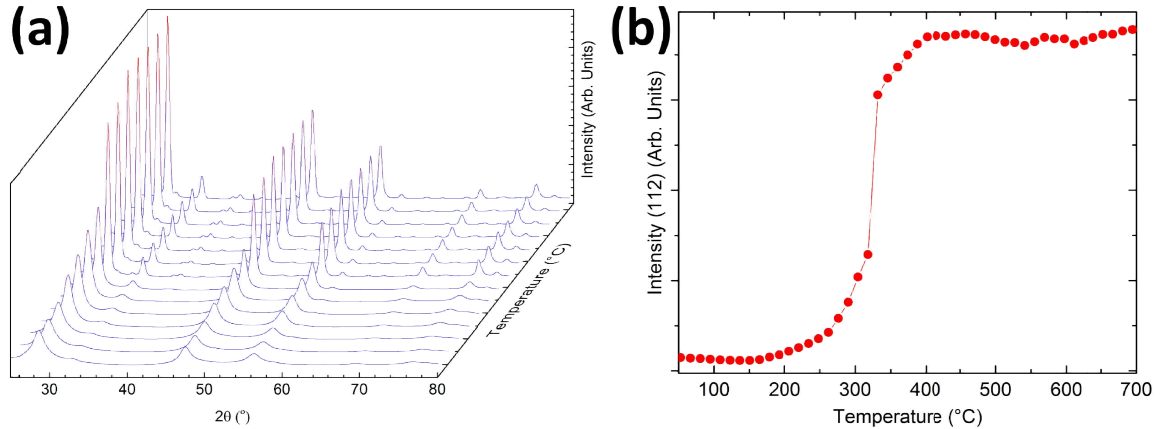 (a)
Intensity (Arb. Units)
Temperature (°C)
30 40 50 60 70 80
2θ (°)
(b)
Intensity (112) (Arb. Units)
100 200 300 400 500 600 700
Temperature (°C)